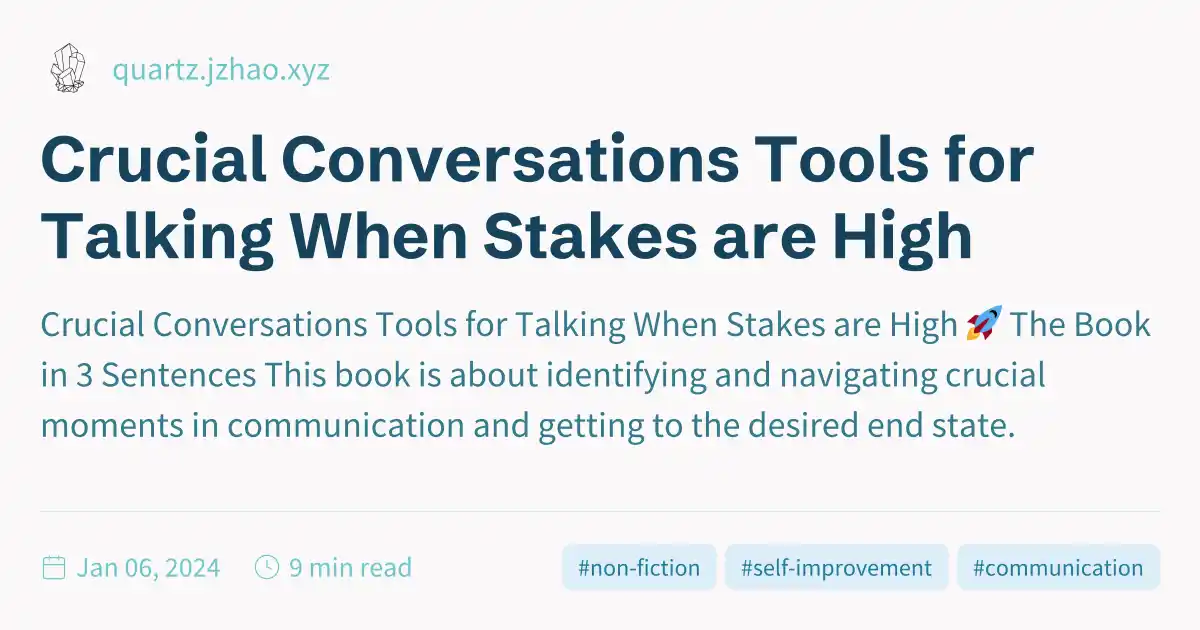 quartz.jzhao.xyz
Crucial Conversations Tools for
Talking When Stakes are High
Crucial Conversations Tools for Talking When Stakes are High 🚀 The Book
in 3 Sentences This book is about identifying and navigating crucial
moments in communication and getting to the desired end state.
Jan 06, 2024 9 min read #non-fiction #self-improvement #communication